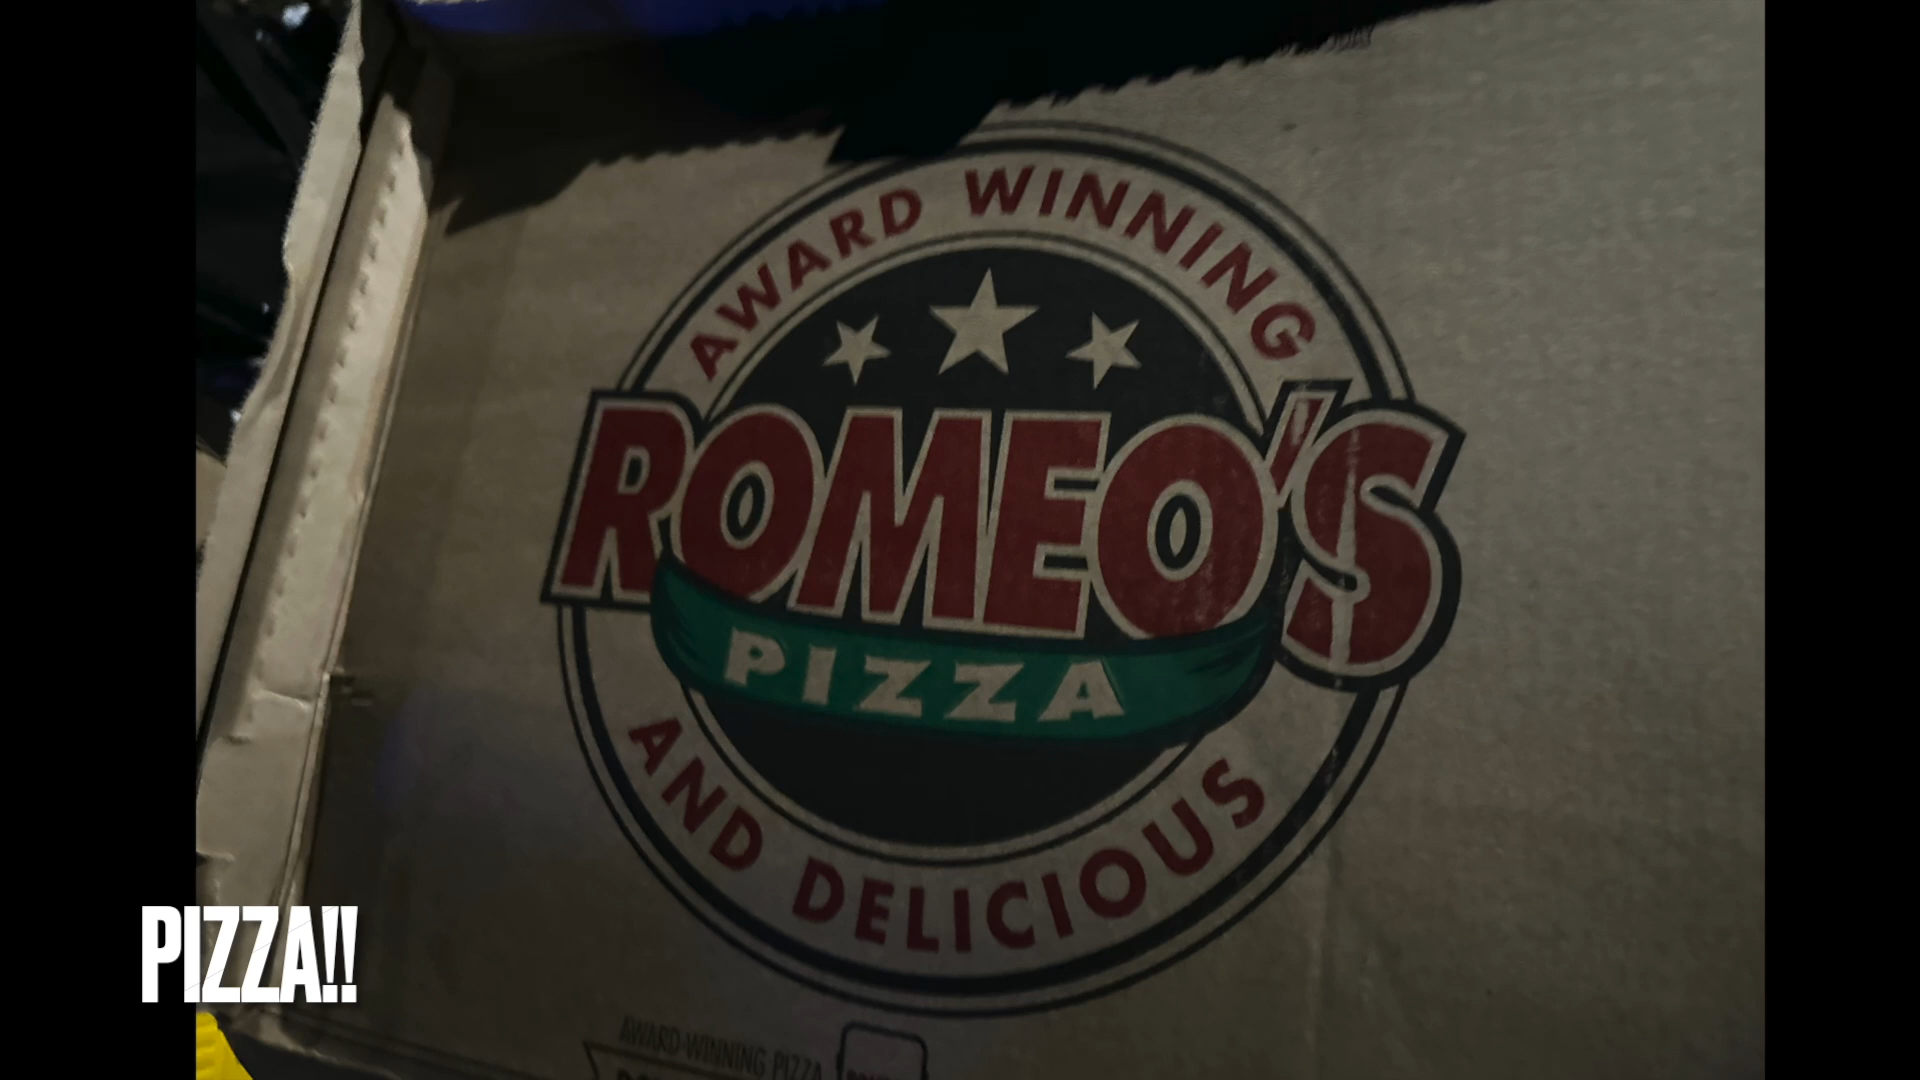 AWARD WINNING
ROMEO'S
PIZZA
AND DELICIOUS
PIZZA!!
AWARD-WINNING PIZZA